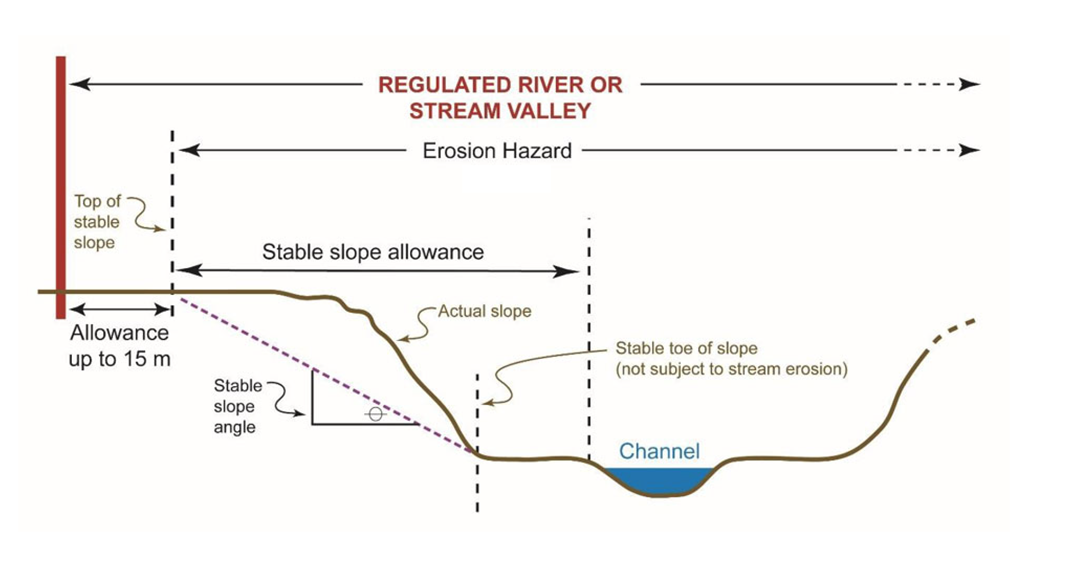 REGULATED RIVER OR
STREAM VALLEY
Erosion Hazard
Top of
stable
slope
Stable slope allowance
Allowance
up to 15 m
Actual slope
Stable toe of slope
(not subject to stream erosion)
Stable
slope
angle
Θ
Channel